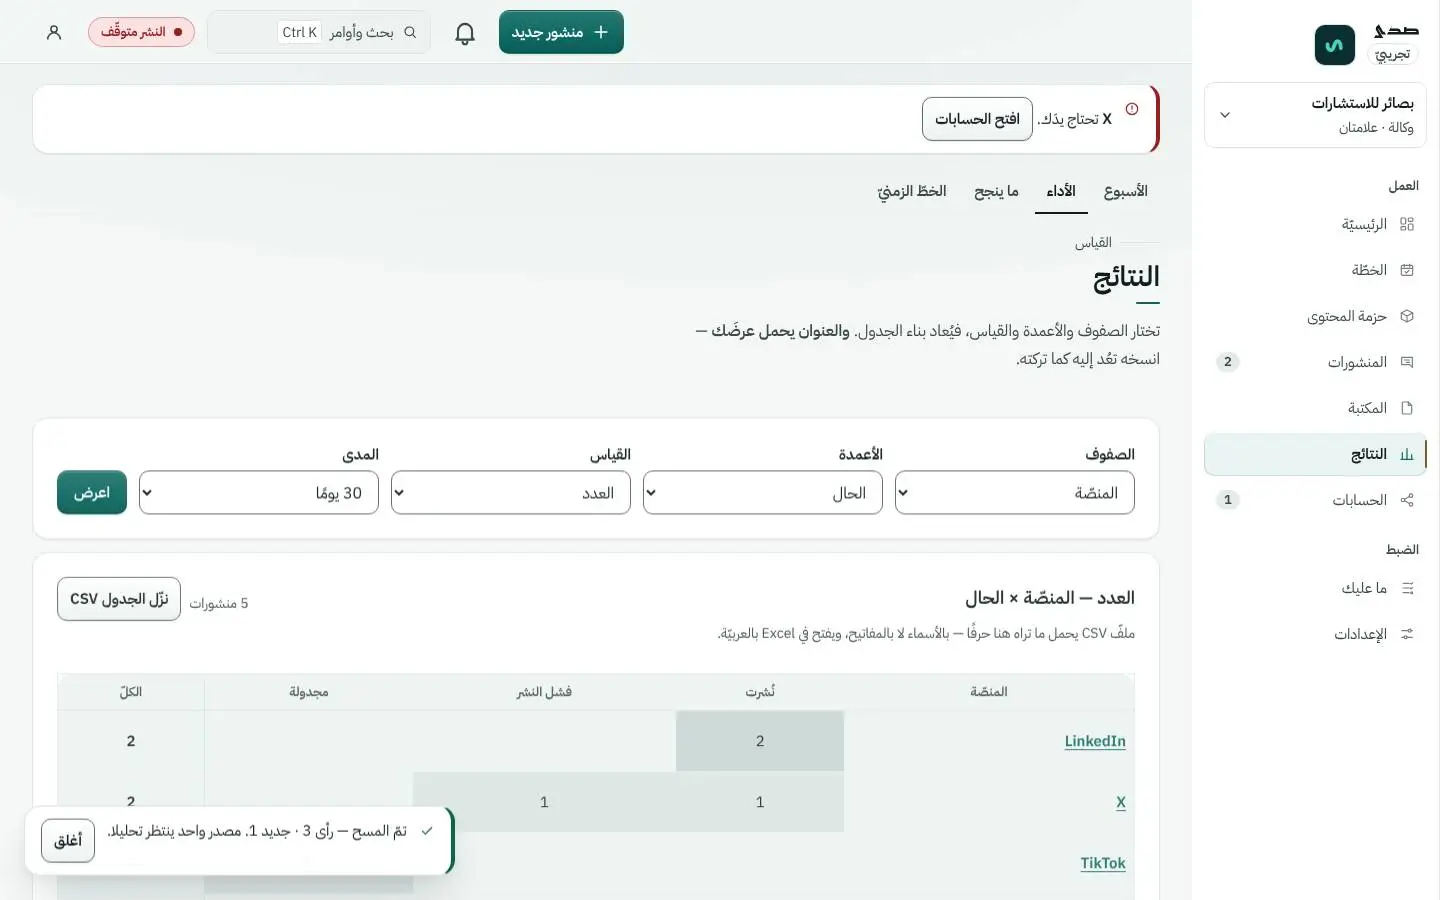 صدى
تجريبيّ
بصائر للاستشارات
وكالة · علامتان
العمل
الرئيسيّة
الخطّة
حزمة المحتوى
المنشورات 2
المكتبة
النتائج
الحسابات 1
الضبط
ما عليك
الإعدادات
منشور جديد
بحث وأوامر Ctrl K
النشر متوقّف
X تحتاج يدَك. افتح الحسابات
الأسبوع الأداء ما ينجح الخطّ الزمنيّ
القياس
النتائج
تختار الصفوف والأعمدة والقياس، فيُعاد بناء الجدول. والعنوان يحمل عرضَك —
انسخه تعُد إليه كما تركته.
الصفوف الأعمدة القياس المدى
المنصّة الحال العدد 30 يومًا اعرض
العدد — المنصّة × الحال 5 منشورات نزّل الجدول CSV
ملفّ CSV يحمل ما تراه هنا حرفًا — بالأسماء لا بالمفاتيح، ويفتح في Excel بالعربيّة.
المنصّة نُشرت فشل النشر مجدولة الكلّ
LinkedIn 2 2
X 1 1 2
TikTok
تمّ المسح — رأى 3 · جديد 1. مصدر واحد ينتظر تحليلا. أغلق